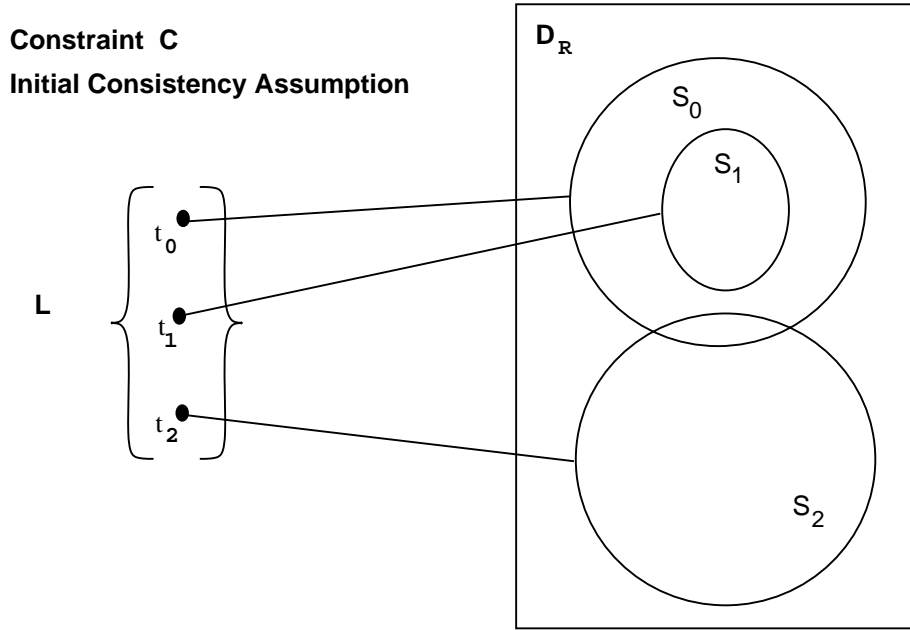 Constraint C
Initial Consistency Assumption
D_R
S_0
S_1
t_0
L
t_1
t_2
S_2